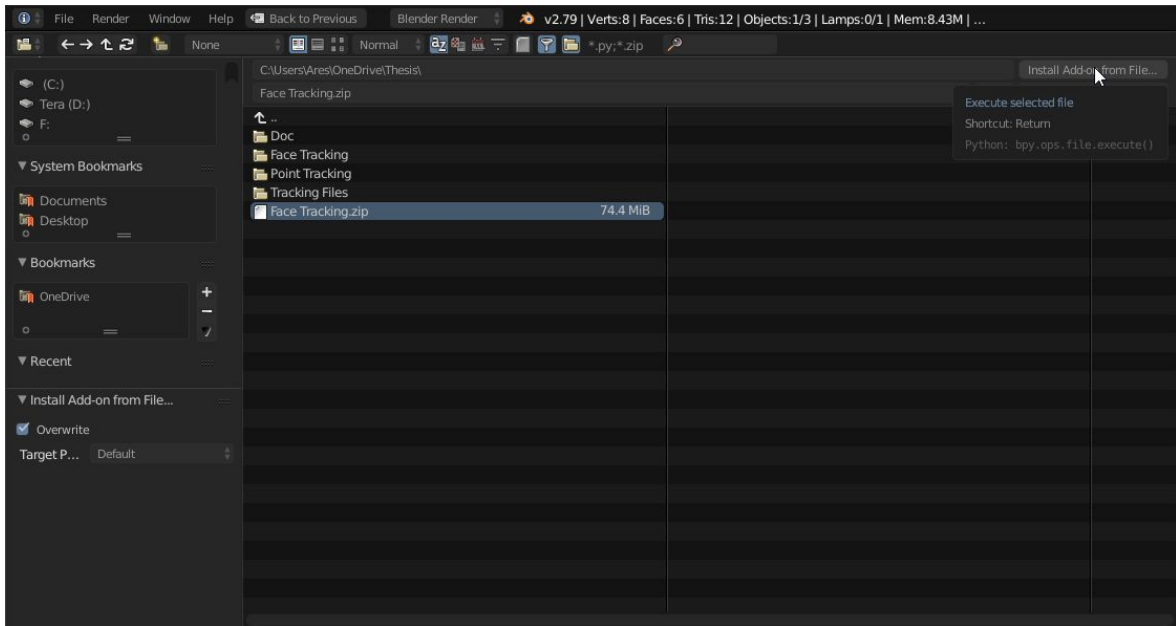 File Render Window Help Back to Previous Blender Render v2.79 | Verts:8 | Faces:6 | Tris:12 | Objects:1/3 | Lamps:0/1 | Mem:8.43M | ...
None Normal *.py;*.zip
C:\Users\Ares\OneDrive\Thesis\ Install Add-on from File...
Face Tracking.zip
(C:)
Tera (D:)
F:
System Bookmarks
Documents
Desktop
Bookmarks
OneDrive
Recent
Install Add-on from File...
Overwrite
Target P... Default
..
Doc
Face Tracking
Point Tracking
Tracking Files
Face Tracking.zip 74.4 MiB
Execute selected file
Shortcut: Return
Python: bpy.ops.file.execute()